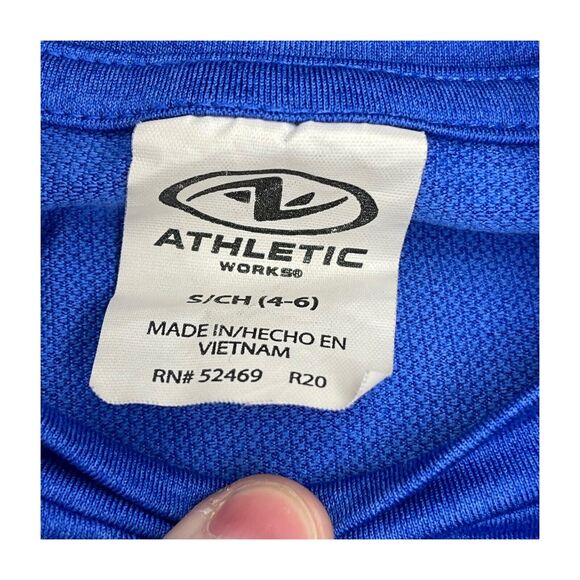 ATHLETIC
WORKS®
S/CH (4-6)
MADE IN/HECHO EN
VIETNAM
RN# 52469 R20